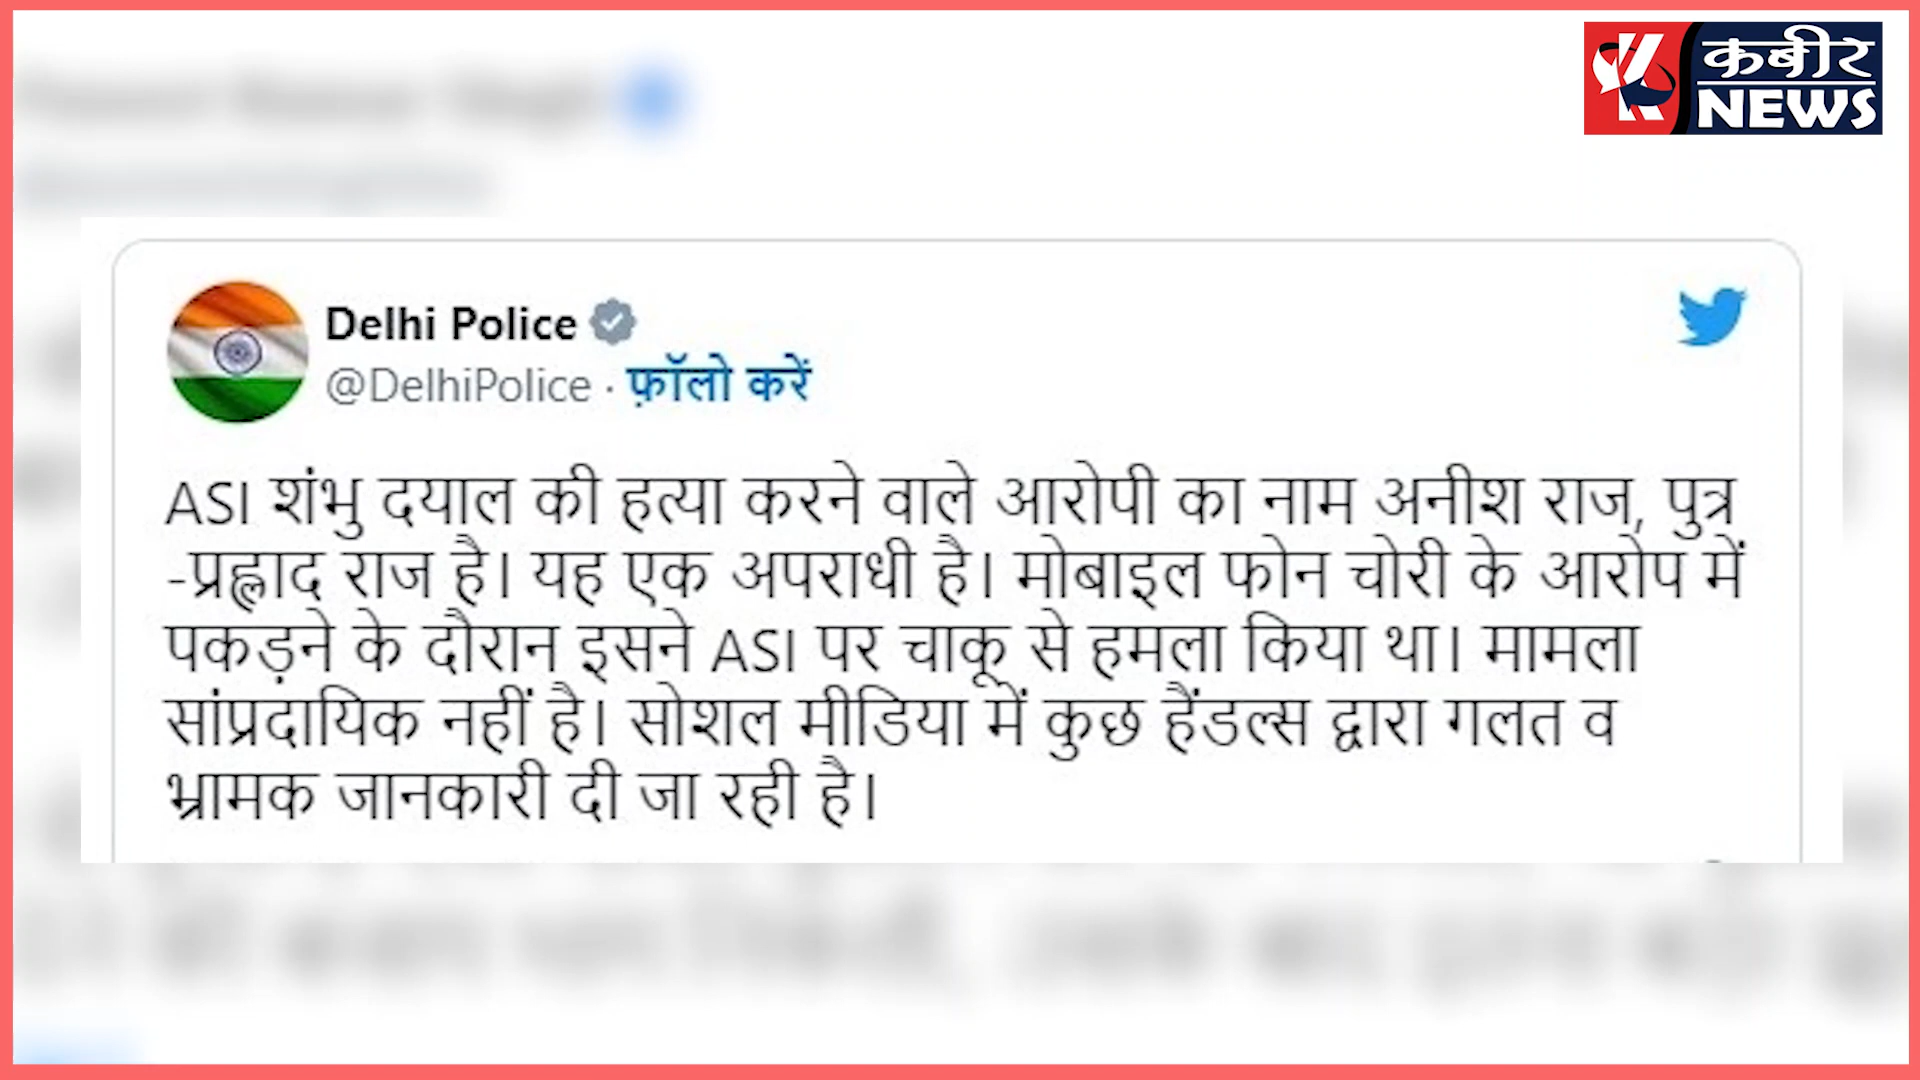 कबीर
NEWS
Delhi Police
@DelhiPolice · फ़ॉलो करें
ASI शंभु दयाल की हत्या करने वाले आरोपी का नाम अनीश राज, पुत्र
-प्रह्लाद राज है। यह एक अपराधी है। मोबाइल फोन चोरी के आरोप में
पकड़ने के दौरान इसने ASI पर चाकू से हमला किया था। मामला
सांप्रदायिक नहीं है। सोशल मीडिया में कुछ हैंडल्स द्वारा गलत व
भ्रामक जानकारी दी जा रही है।